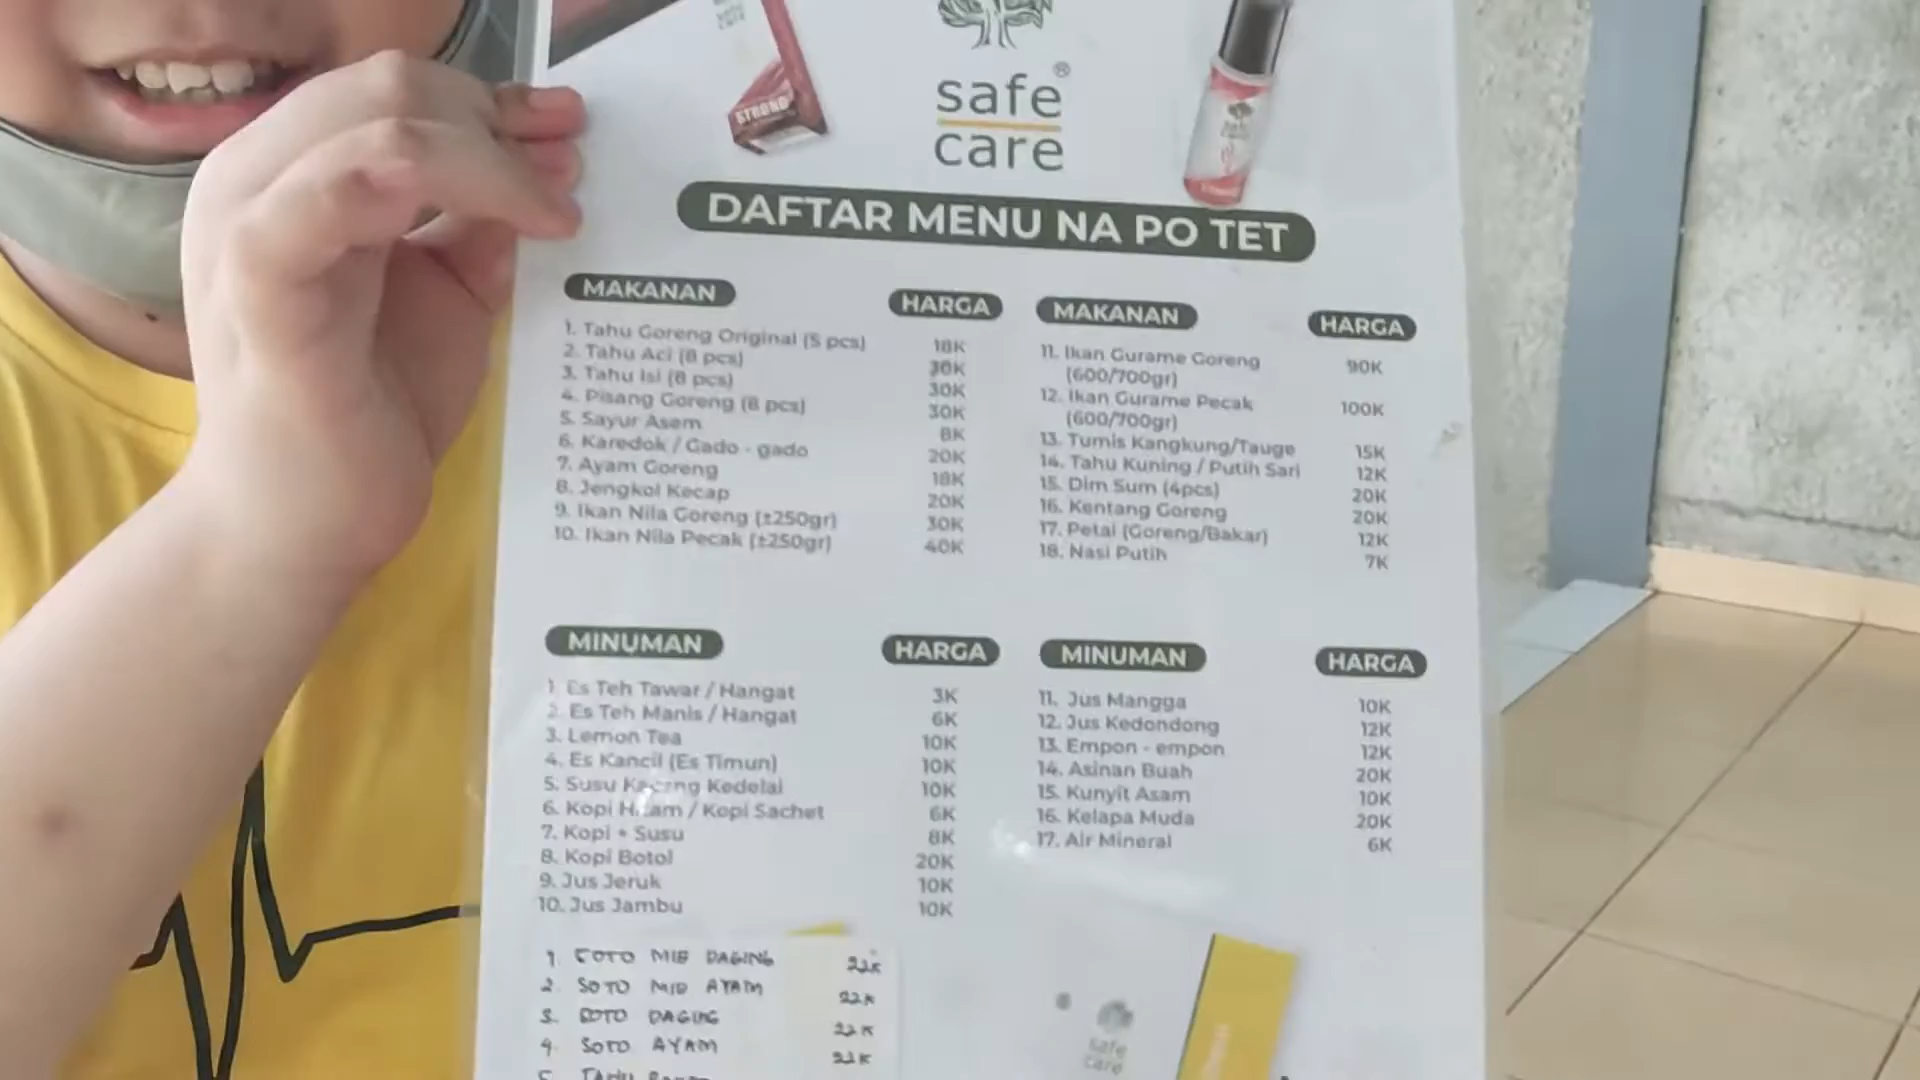 STRONG
safe®
care
DAFTAR MENU NA PO TET
MAKANAN HARGA
1. Tahu Goreng Original (5 pcs) 18K
2. Tahu Aci (8 pcs) 30K
3. Tahu Isi (8 pcs) 30K
4. Pisang Goreng (8 pcs) 30K
5. Sayur Asem 8K
6. Karedok / Gado - gado 20K
7. Ayam Goreng 18K
8. Jengkol Kecap 20K
9. Ikan Nila Goreng (±250gr) 30K
10. Ikan Nila Pecak (±250gr) 40K
MAKANAN HARGA
11. Ikan Gurame Goreng 90K
(600/700gr)
12. Ikan Gurame Pecak 100K
(600/700gr)
13. Tumis Kangkung/Tauge 15K
14. Tahu Kuning / Putih Sari 12K
15. Dim Sum (4pcs) 20K
16. Kentang Goreng 20K
17. Petai (Goreng/Bakar) 12K
18. Nasi Putih 7K
MINUMAN HARGA
1. Es Teh Tawar / Hangat 3K
2. Es Teh Manis / Hangat 6K
3. Lemon Tea 10K
4. Es Kancil (Es Timun) 10K
5. Susu Kacang Kedelai 10K
6. Kopi Hitam / Kopi Sachet 6K
7. Kopi + Susu 8K
8. Kopi Botol 20K
9. Jus Jeruk 10K
10. Jus Jambu 10K
MINUMAN HARGA
11. Jus Mangga 10K
12. Jus Kedondong 12K
13. Empon - empon 12K
14. Asinan Buah 20K
15. Kunyit Asam 10K
16. Kelapa Muda 20K
17. Air Mineral 6K
1. SOTO MIE DAGING 22K
2. SOTO MIE AYAM 22K
3. SOTO DAGING 22K
4. SOTO AYAM 22K
5. TAHU
safe
care